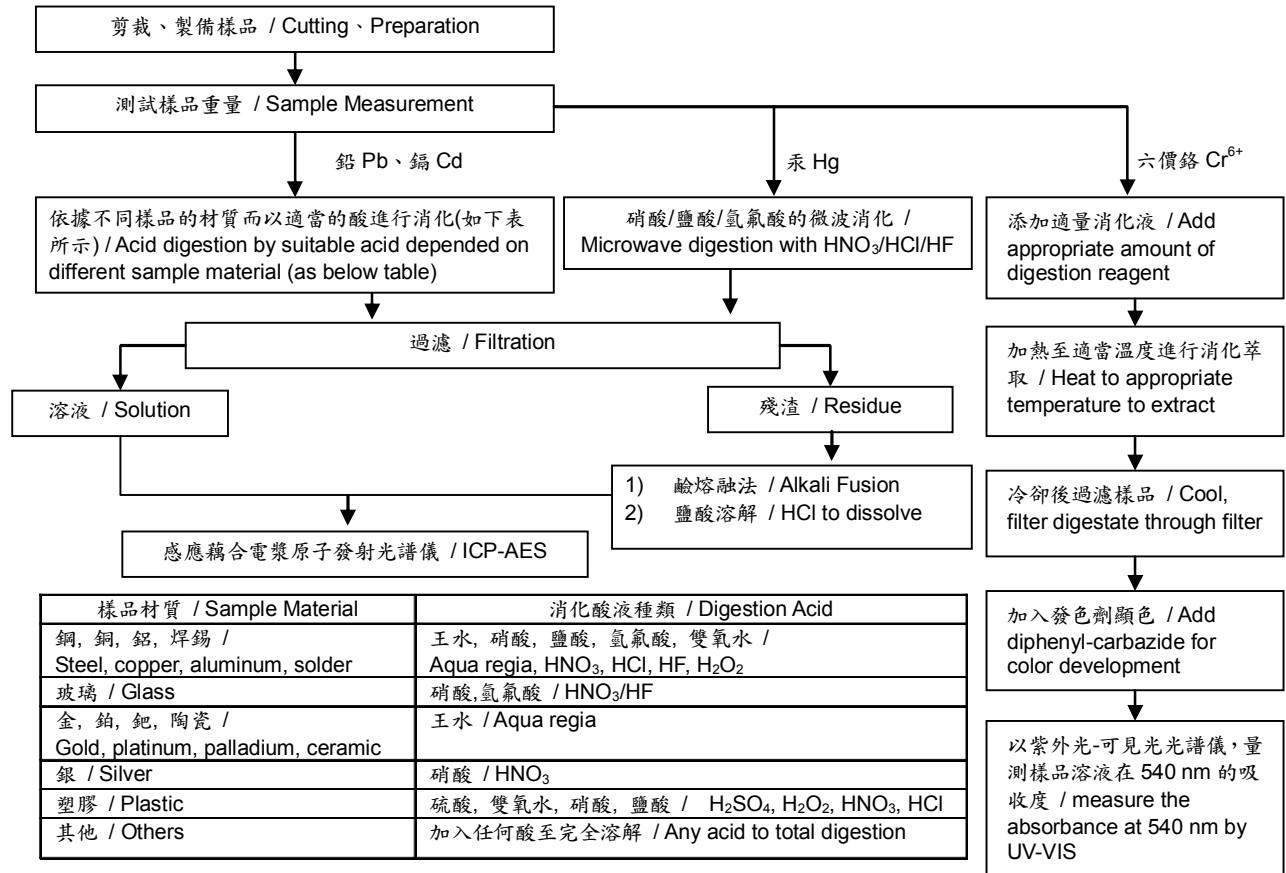 剪裁、製備樣品 / Cutting、Preparation
測試樣品重量 / Sample Measurement
鉛 Pb、鎘 Cd
汞 Hg
六價鉻 Cr⁶⁺
依據不同樣品的材質而以適當的酸進行消化(如下表
所示) / Acid digestion by suitable acid depended on
different sample material (as below table)
硝酸/鹽酸/氫氟酸的微波消化 /
Microwave digestion with HNO₃/HCl/HF
添加適量消化液 / Add
appropriate amount of
digestion reagent
過濾 / Filtration
加熱至適當溫度進行消化萃
取 / Heat to appropriate
temperature to extract
溶液 / Solution
殘渣 / Residue
1) 鹼熔融法 / Alkali Fusion
2) 鹽酸溶解 / HCl to dissolve
冷卻後過濾樣品 / Cool,
filter digestate through filter
感應藕合電漿原子發射光譜儀 / ICP-AES
加入發色劑顯色 / Add
diphenyl-carbazide for
color development
以紫外光-可見光光譜儀，量
測樣品溶液在 540 nm 的吸
收度 / measure the
absorbance at 540 nm by
UV-VIS
樣品材質 / Sample Material
消化酸液種類 / Digestion Acid
鋼, 銅, 鋁, 焊錫 /
Steel, copper, aluminum, solder
王水, 硝酸, 鹽酸, 氫氟酸, 雙氧水 /
Aqua regia, HNO₃, HCl, HF, H₂O₂
玻璃 / Glass
硝酸,氫氟酸 / HNO₃/HF
金, 鉑, 鈀, 陶瓷 /
Gold, platinum, palladium, ceramic
王水 / Aqua regia
銀 / Silver
硝酸 / HNO₃
塑膠 / Plastic
硫酸, 雙氧水, 硝酸, 鹽酸 / H₂SO₄, H₂O₂, HNO₃, HCl
其他 / Others
加入任何酸至完全溶解 / Any acid to total digestion